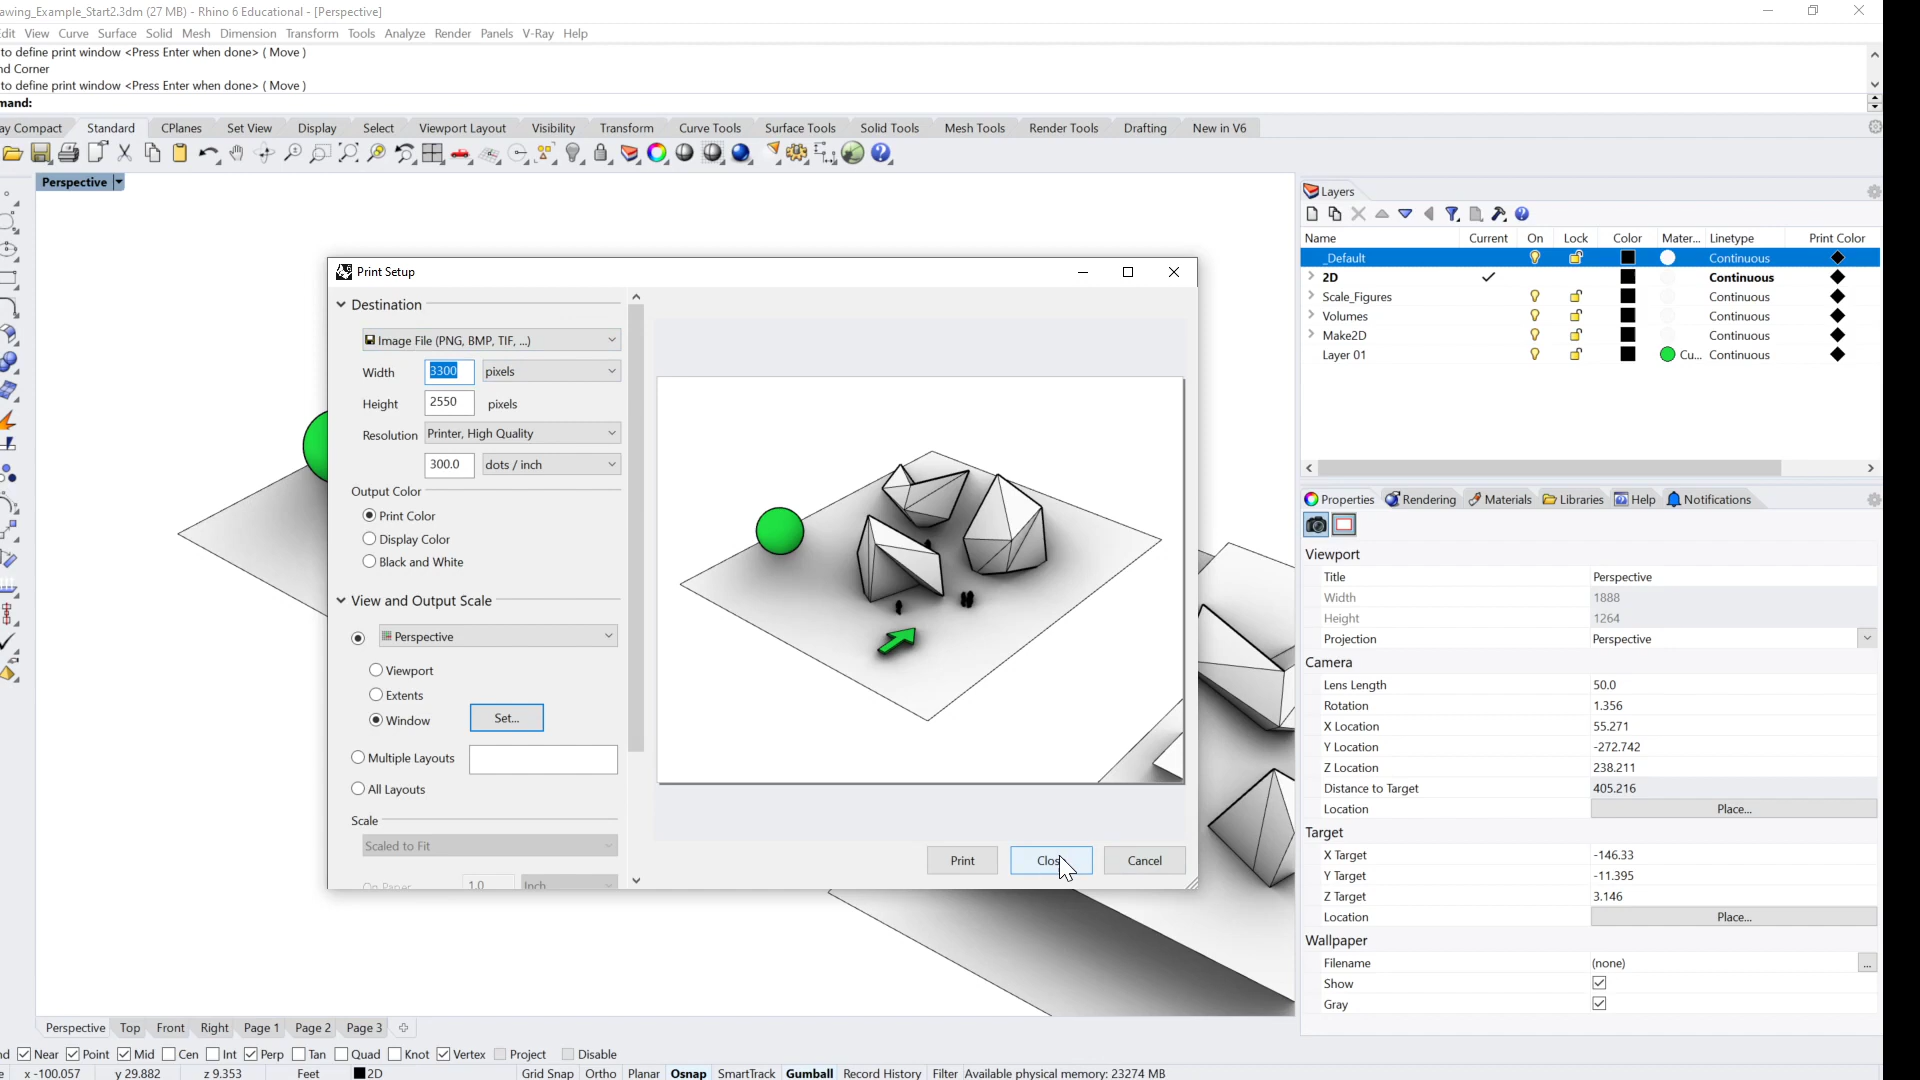 awing_Example_Start2.3dm (27 MB) - Rhino 6 Educational - [Perspective]
dit View Curve Surface Solid Mesh Dimension Transform Tools Analyze Render Panels V-Ray Help
to define print window <Press Enter when done> ( Move )
nd Corner
to define print window <Press Enter when done> ( Move )
mand:
ay Compact Standard CPlanes Set View Display Select Viewport Layout Visibility Transform Curve Tools Surface Tools Solid Tools Mesh Tools Render Tools Drafting New in V6
Perspective
Print Setup
Destination
Image File (PNG, BMP, TIF, ...)
Width 3300 pixels
Height 2550 pixels
Resolution Printer, High Quality
300.0 dots / inch
Output Color
Print Color
Display Color
Black and White
View and Output Scale
Perspective
Viewport
Extents
Window Set...
Multiple Layouts
All Layouts
Scale
Scaled to Fit
On Paper 1.0 Inch
Print Clos Cancel
Layers
Name Current On Lock Color Mater... Linetype Print Color
_Default Continuous
2D Continuous
Scale_Figures Continuous
Volumes Continuous
Make2D Continuous
Layer 01 Cu... Continuous
Properties Rendering Materials Libraries Help Notifications
Viewport
Title Perspective
Width 1888
Height 1264
Projection Perspective
Camera
Lens Length 50.0
Rotation 1.356
X Location 55.271
Y Location -272.742
Z Location 238.211
Distance to Target 405.216
Location Place...
Target
X Target -146.33
Y Target -11.395
Z Target 3.146
Location Place...
Wallpaper
Filename (none) ...
Show
Gray
Perspective Top Front Right Page 1 Page 2 Page 3
nd Near Point Mid Cen Int Perp Tan Quad Knot Vertex Project Disable
e x -100.057 y 29.882 z 9.353 Feet 2D Grid Snap Ortho Planar Osnap SmartTrack Gumball Record History Filter Available physical memory: 23274 MB